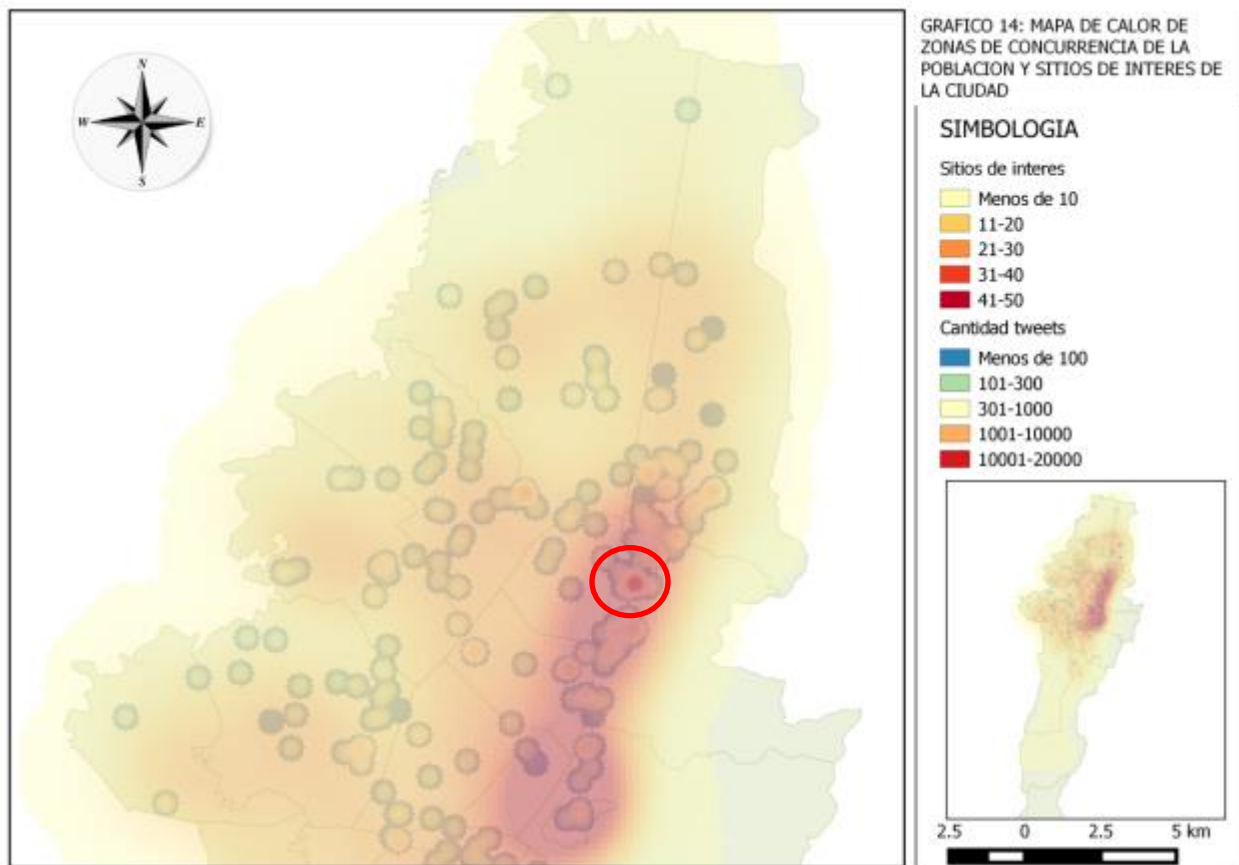 N
W
E
S
GRAFICO 14: MAPA DE CALOR DE
ZONAS DE CONCURRENCIA DE LA
POBLACION Y SITIOS DE INTERES DE
LA CIUDAD
SIMBOLOGIA
Sitios de interes
Menos de 10
11-20
21-30
31-40
41-50
Cantidad tweets
Menos de 100
101-300
301-1000
1001-10000
10001-20000
2.5 0 2.5 5 km